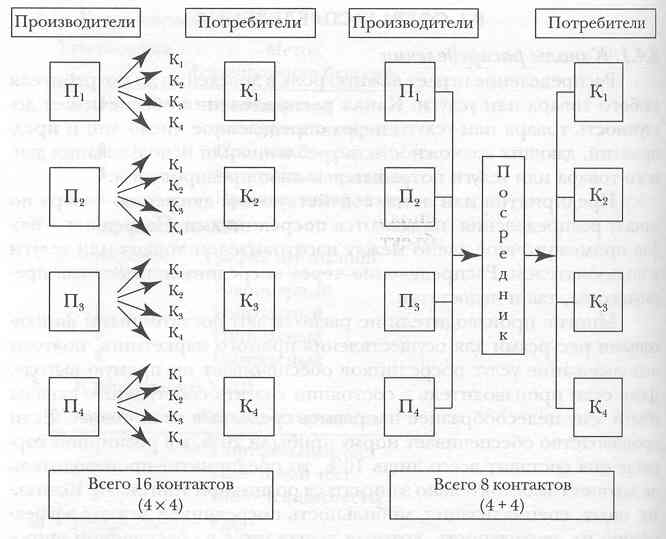 Производители Потребители
П1 К1 К2 К3 К4 К1
П2 К1 К2 К3 К4 К2
П3 К1 К2 К3 К4 К3
П4 К1 К2 К3 К4 К4
Всего 16 контактов
(4 × 4)
Производители Потребители
П1 К1
П2 К2
Посредник
П3 К3
П4 К4
Всего 8 контактов
(4 + 4)